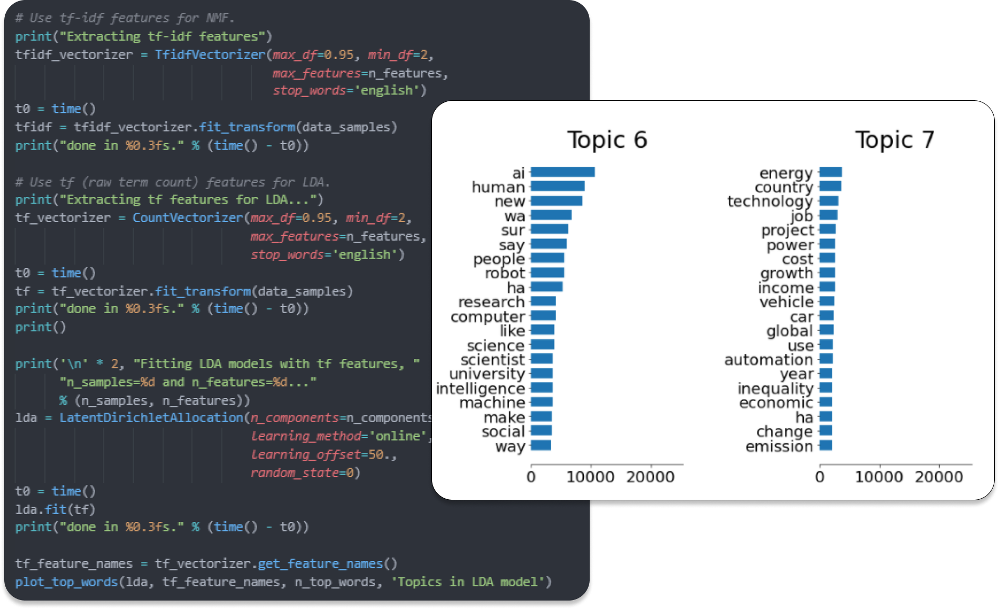 # Use tf-idf features for NMF.
print("Extracting tf-idf features")
tfidf_vectorizer = TfidfVectorizer(max_df=0.95, min_df=2,
max_features=n_features,
stop_words='english')
t0 = time()
tfidf = tfidf_vectorizer.fit_transform(data_samples)
print("done in %0.3fs." % (time() - t0))
# Use tf (raw term count) features for LDA.
print("Extracting tf features for LDA...")
tf_vectorizer = CountVectorizer(max_df=0.95, min_df=2,
max_features=n_features,
stop_words='english')
t0 = time()
tf = tf_vectorizer.fit_transform(data_samples)
print("done in %0.3fs." % (time() - t0))
print()
print('\n' * 2, "Fitting LDA models with tf features, "
"n_samples=%d and n_features=%d..."
% (n_samples, n_features))
lda = LatentDirichletAllocation(n_components=n_components
learning_method='online',
learning_offset=50.,
random_state=0)
t0 = time()
lda.fit(tf)
print("done in %0.3fs." % (time() - t0))
tf_feature_names = tf_vectorizer.get_feature_names()
plot_top_words(lda, tf_feature_names, n_top_words, 'Topics in LDA model')
Topic 6
ai
human
new
wa
sur
say
people
robot
ha
research
computer
like
science
scientist
university
intelligence
machine
make
social
way
0 10000 20000
Topic 7
energy
country
technology
job
project
power
cost
growth
income
vehicle
car
global
use
automation
year
inequality
economic
ha
change
emission
0 10000 20000